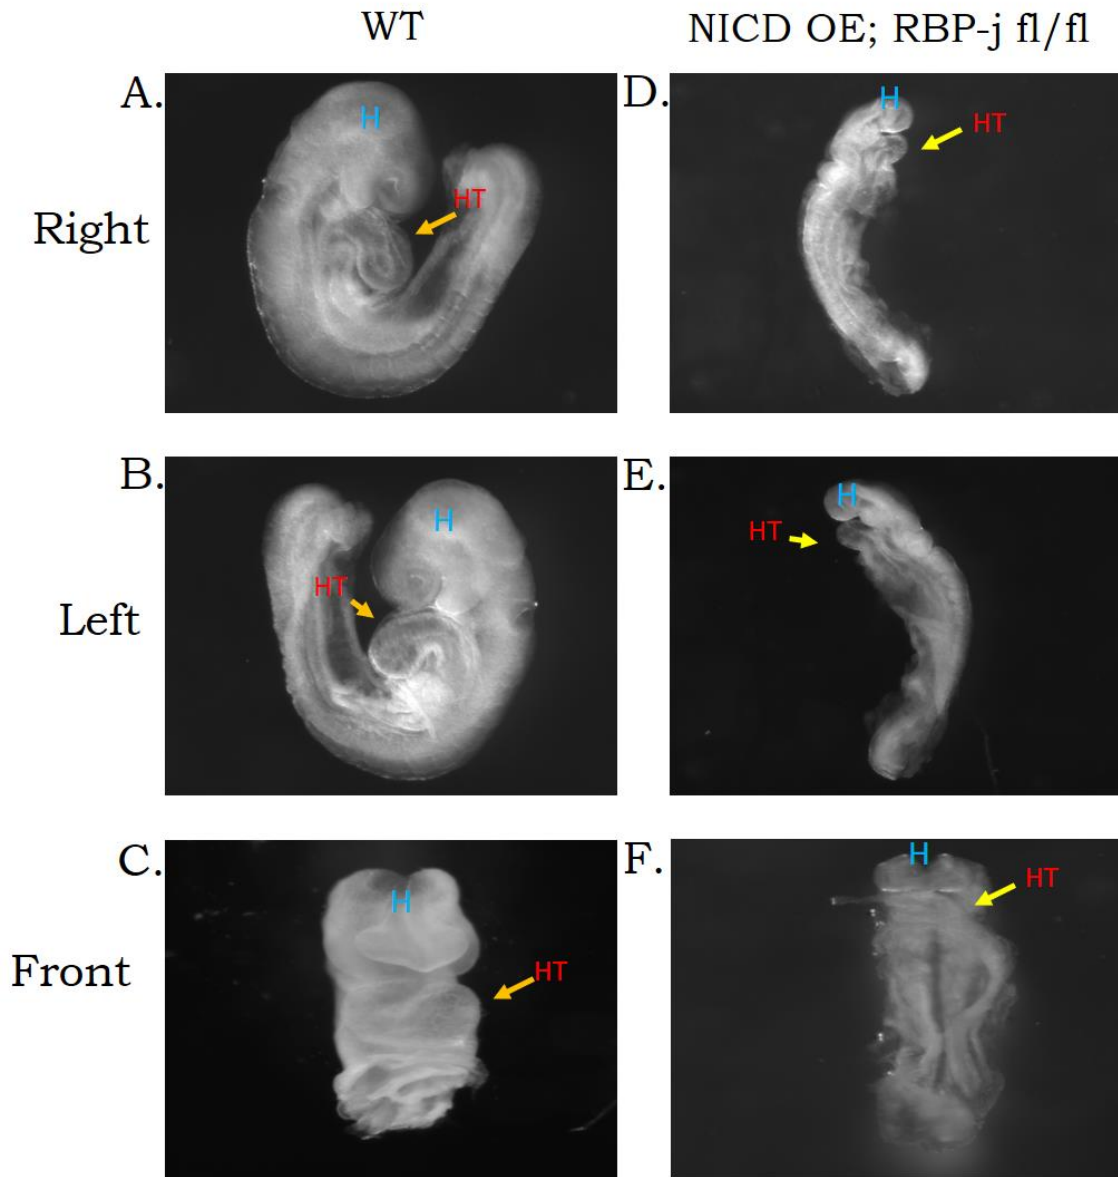 WT
NICD OE; RBP-j fl/fl
A.
H
HT
Right
D.
H
HT
B.
H
HT
Left
E.
H
HT
C.
H
HT
Front
F.
H
HT